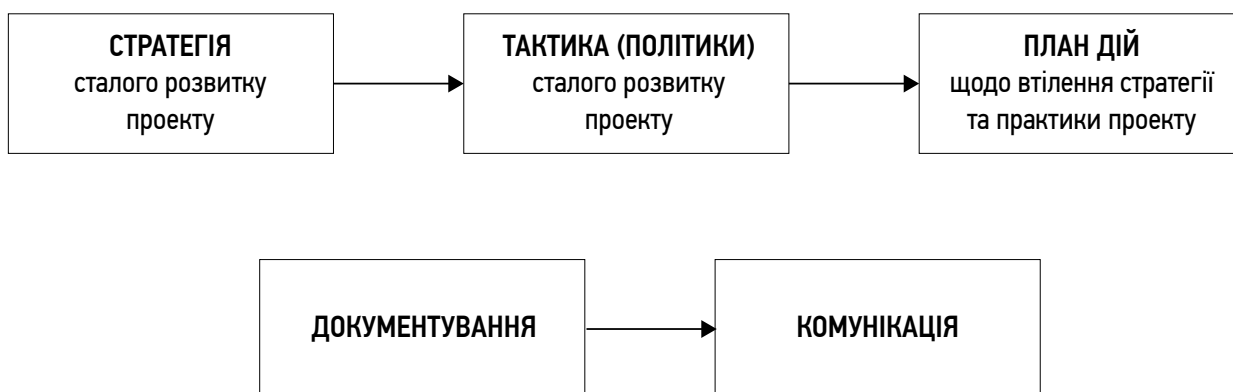 СТРАТЕГІЯ
сталого розвитку
проекту
ТАКТИКА (ПОЛІТИКИ)
сталого розвитку
проекту
ПЛАН ДІЙ
щодо втілення стратегії
та практики проекту
ДОКУМЕНТУВАННЯ
КОМУНІКАЦІЯ